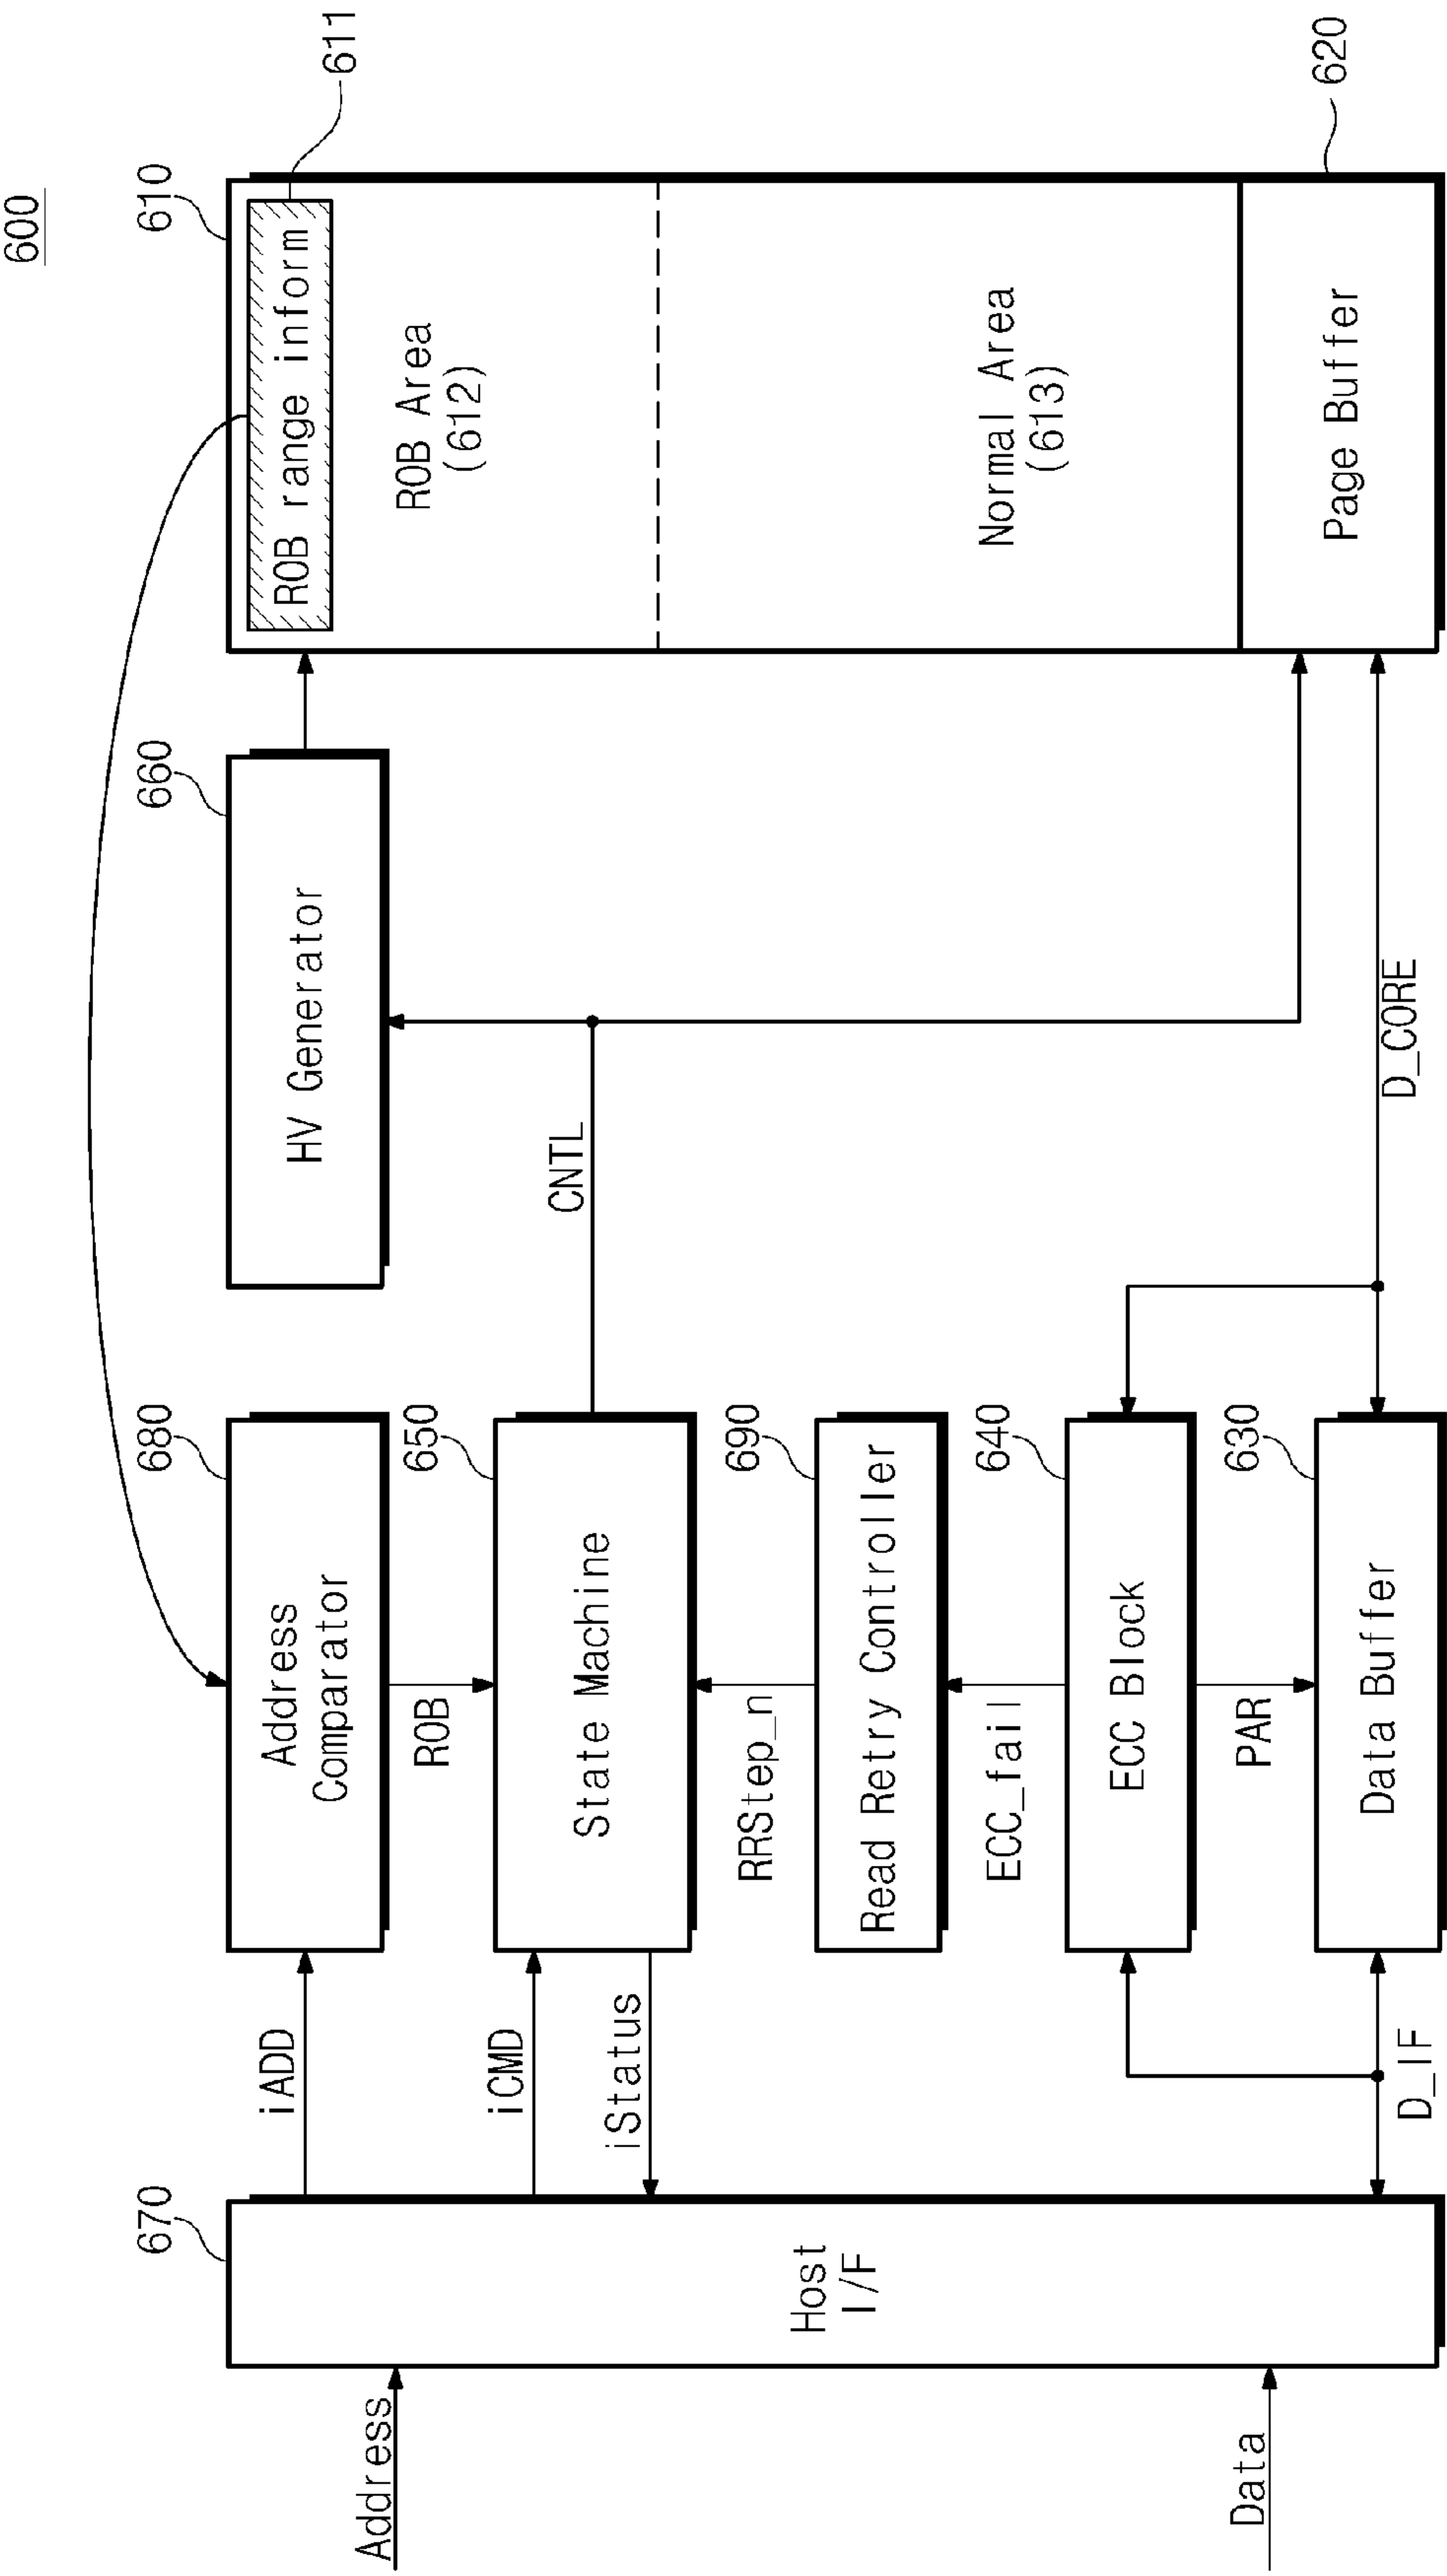 600
610
611
ROB range inform
ROB Area
(612)
Normal Area
(613)
Page Buffer
620
660
HV Generator
CNTL
D_CORE
680
Address
Comparator
ROB
650
State Machine
RRStep_n
690
Read Retry Controller
ECC_fail
640
ECC Block
PAR
630
Data Buffer
iADD
iCMD
iStatus
D_IF
670
Host
I/F
Address
Data